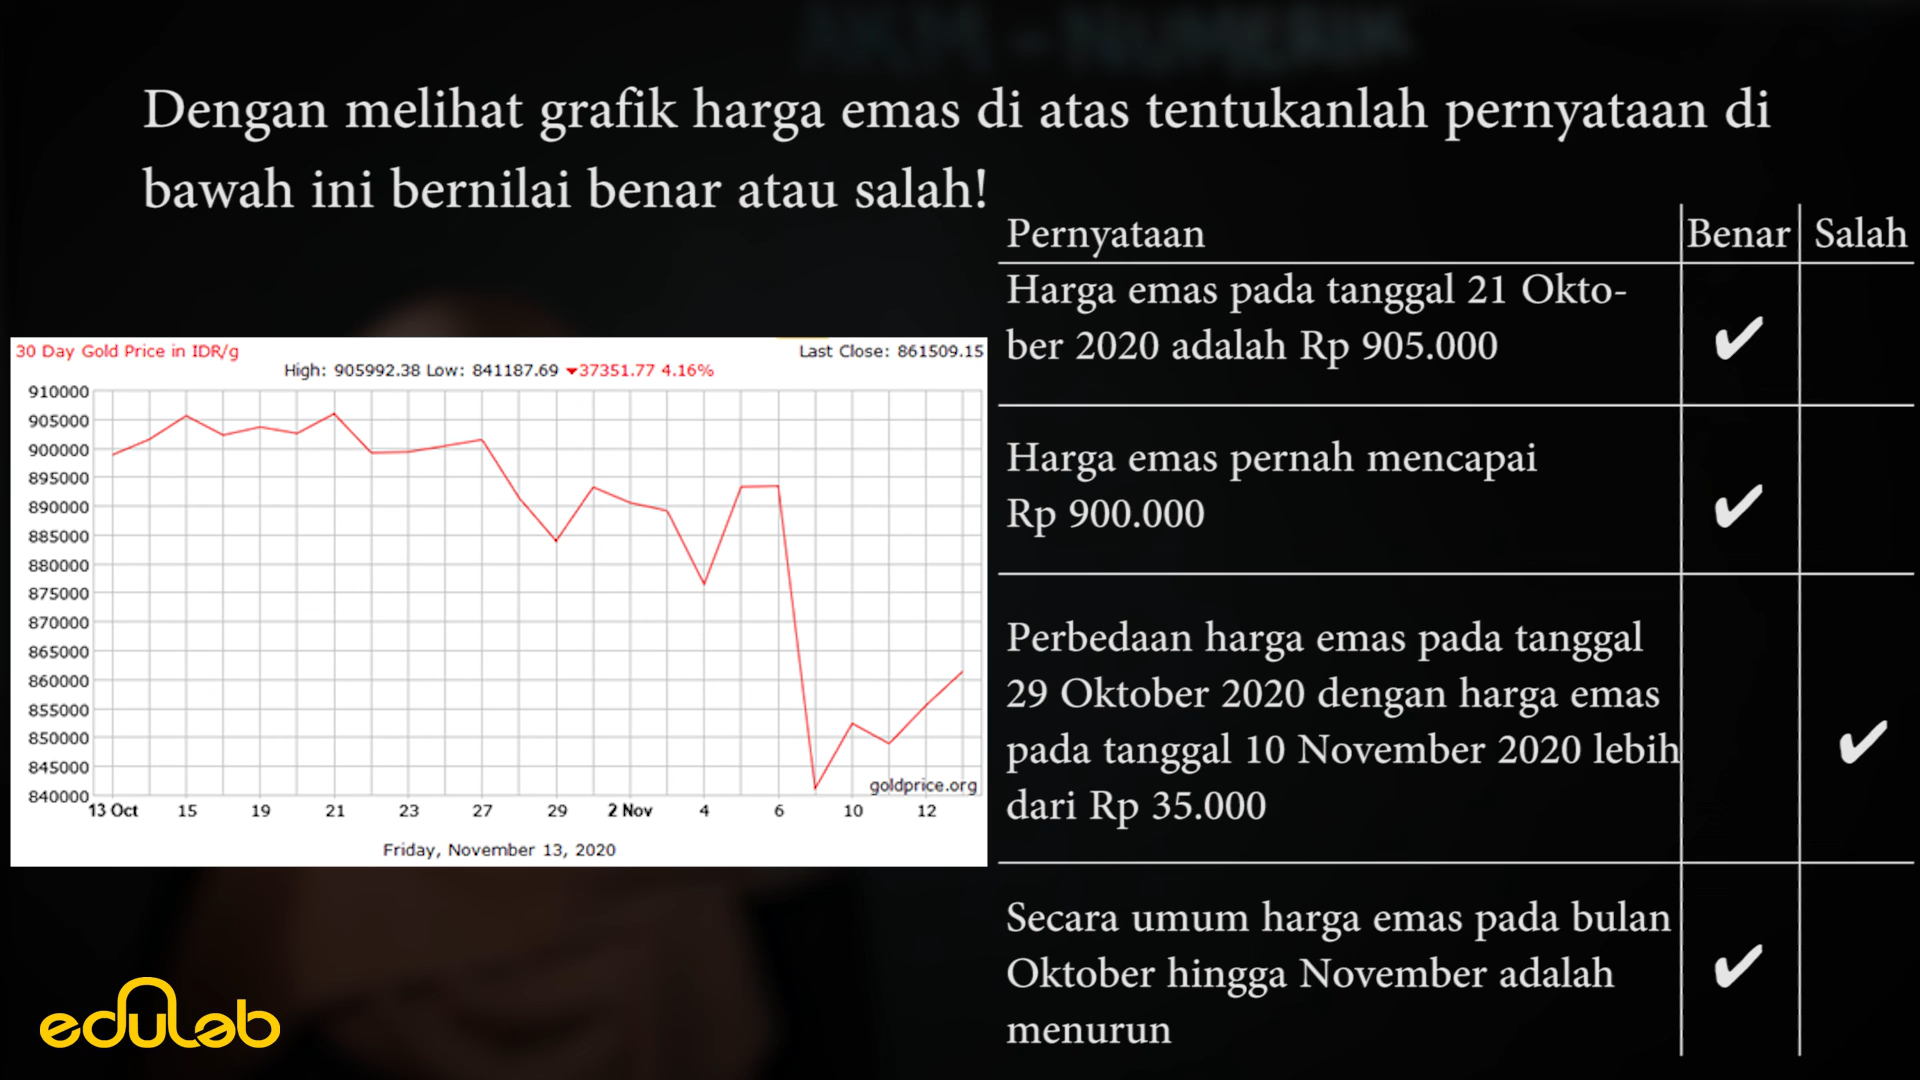 AKM - NUMERIK
Dengan melihat grafik harga emas di atas tentukanlah pernyataan di
bawah ini bernilai benar atau salah!
30 Day Gold Price in IDR/g
Last Close: 861509.15
High: 905992.38 Low: 841187.69 37351.77 4.16%
910000
905000
900000
895000
890000
885000
880000
875000
870000
865000
860000
855000
850000
845000
840000
goldprice.org
13 Oct 15 19 21 23 27 29 2 Nov 4 6 10 12
Friday, November 13, 2020
Pernyataan Benar Salah
Harga emas pada tanggal 21 Okto-
ber 2020 adalah Rp 905.000
✔
Harga emas pernah mencapai
Rp 900.000
✔
Perbedaan harga emas pada tanggal
29 Oktober 2020 dengan harga emas
pada tanggal 10 November 2020 lebih
dari Rp 35.000
✔
Secara umum harga emas pada bulan
Oktober hingga November adalah
menurun
✔
edulab